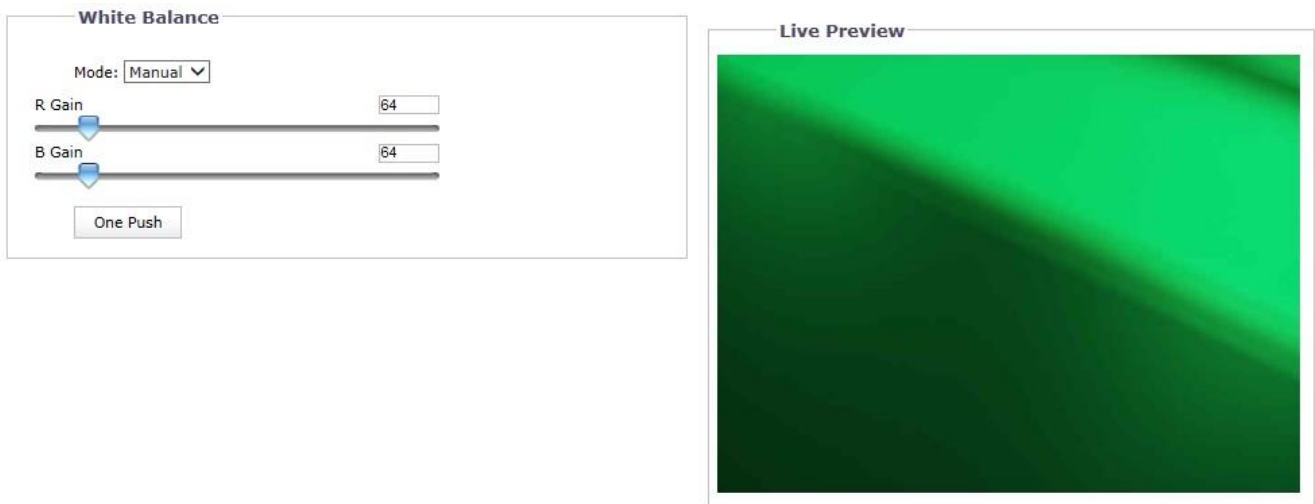 White Balance
Mode: Manual
R Gain 64
B Gain 64
One Push
Live Preview